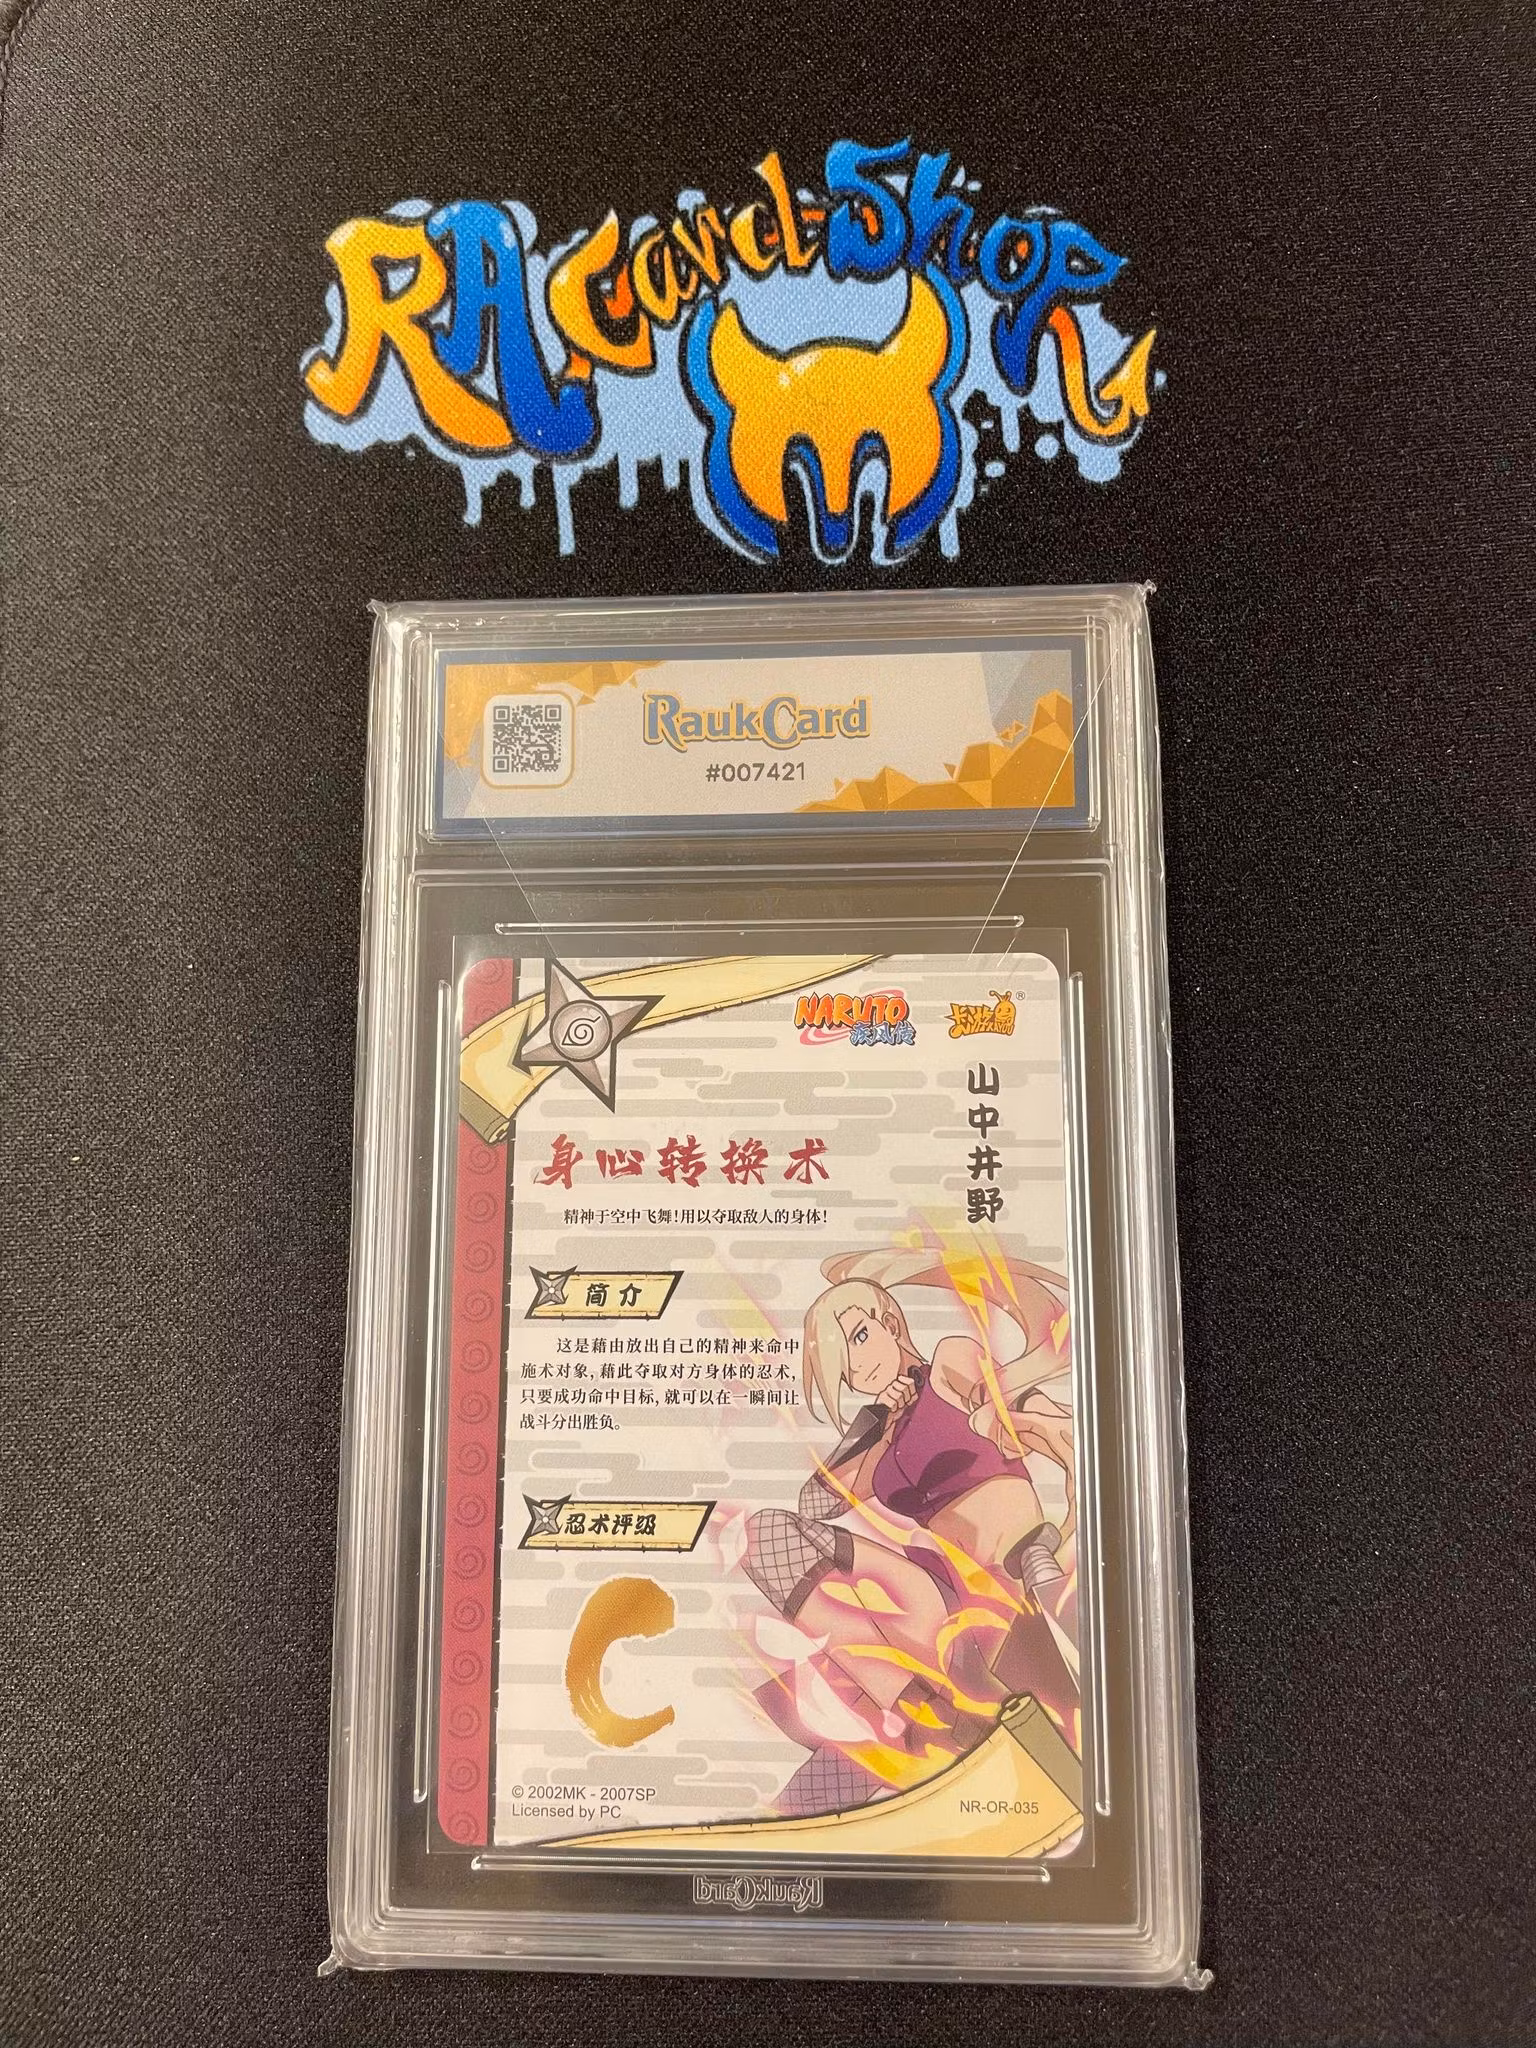 RA Card-Shop
RaukCard
#007421
NARUTO
疾风传
卡游
KAYOU
®
山中井野
身心转换术
精神于空中飞舞!用以夺取敌人的身体!
简介
这是藉由放出自己的精神来命中
施术对象,藉此夺取对方身体的忍术,
只要成功命中目标,就可以在一瞬间让
战斗分出胜负。
忍术评级
C
© 2002MK - 2007SP
Licensed by PC
NR-OR-035
RaukCard